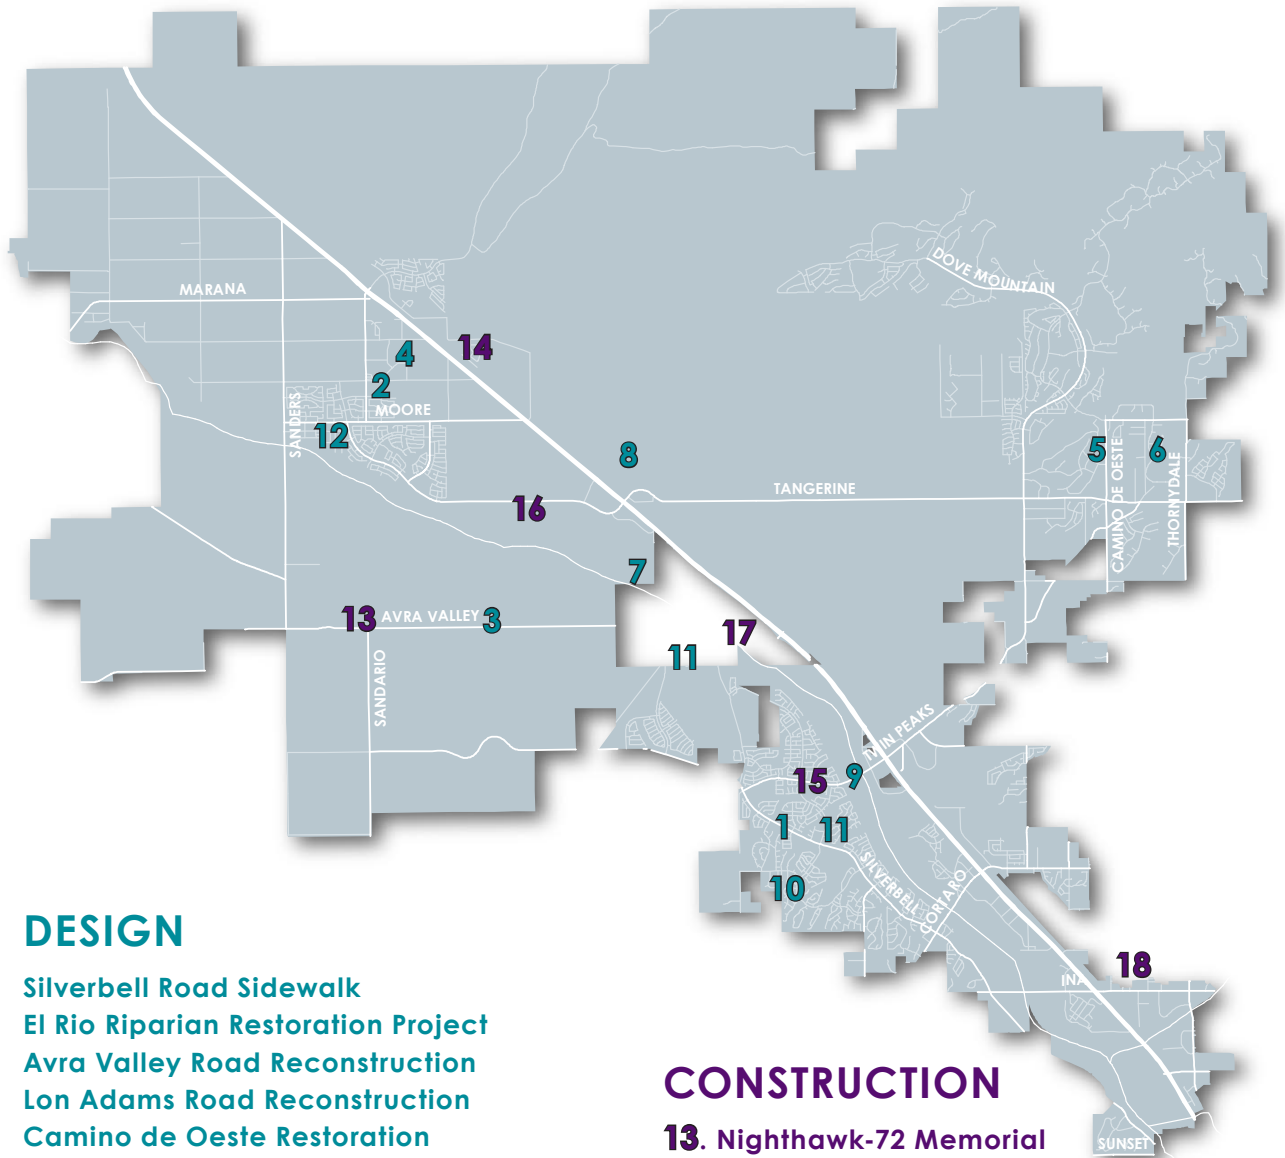 DOVE MOUNTAIN
MARANA
14
4
2
MOORE
SANDERS
12
8
5
6
CAMINO DE OESTE
THORNYDALE
TANGERINE
16
7
13
AVRA VALLEY
3
17
11
SANDARIO
TWIN PEAKS
15
9
1
11
SILVERBELL
10
CORTARO
18
INA
SUNSET
DESIGN
Silverbell Road Sidewalk
El Rio Riparian Restoration Project
Avra Valley Road Reconstruction
Lon Adams Road Reconstruction
Camino de Oeste Restoration
CONSTRUCTION
13. Nighthawk-72 Memorial